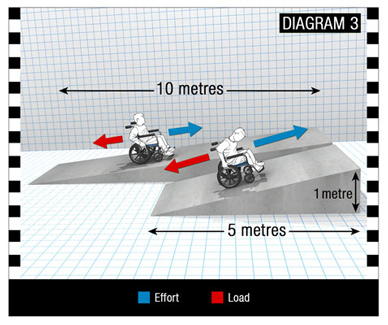 DIAGRAM 3
10 metres
1 metre
5 metres
Effort
Load